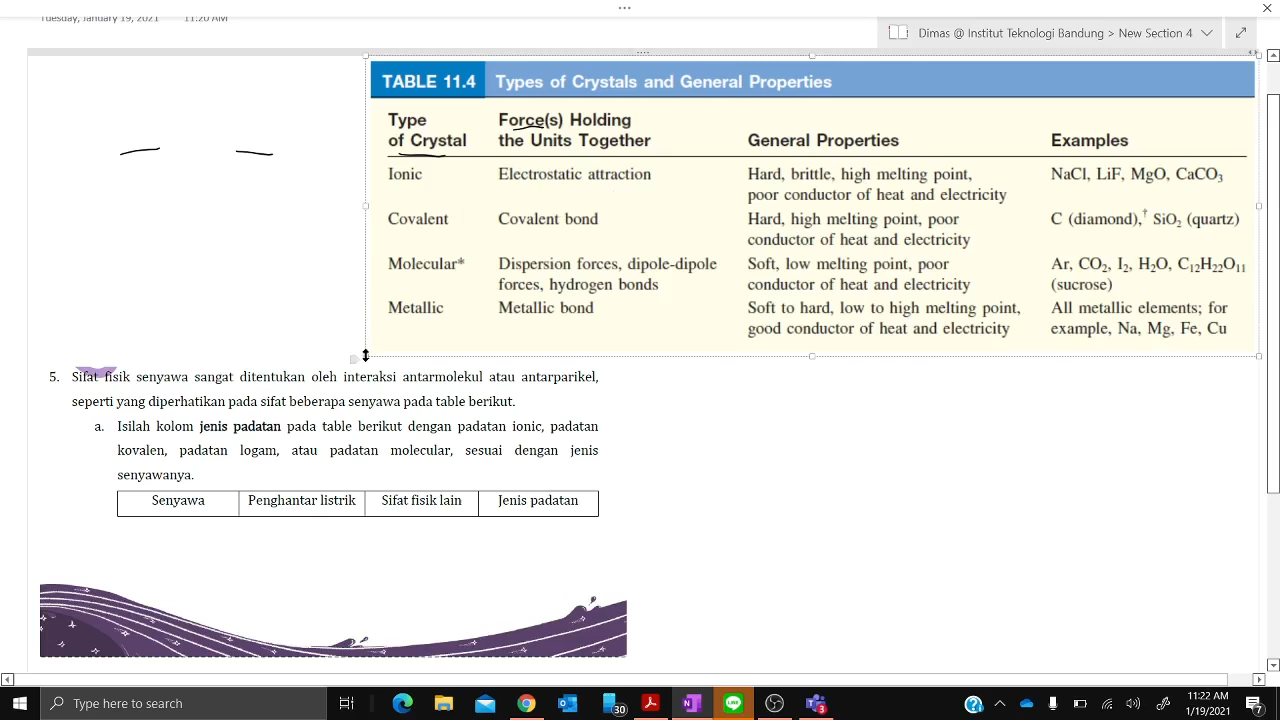 Tuesday, January 19, 2021 11:20 AM
Dimas @ Institut Teknologi Bandung > New Section 4
TABLE 11.4 Types of Crystals and General Properties
Type of Crystal
Force(s) Holding the Units Together
General Properties
Examples
Ionic
Electrostatic attraction
Hard, brittle, high melting point,
poor conductor of heat and electricity
NaCl, LiF, MgO, CaCO₃
Covalent
Covalent bond
Hard, high melting point, poor
conductor of heat and electricity
C (diamond),† SiO₂ (quartz)
Molecular*
Dispersion forces, dipole-dipole
forces, hydrogen bonds
Soft, low melting point, poor
conductor of heat and electricity
Ar, CO₂, I₂, H₂O, C₁₂H₂₂O₁₁
(sucrose)
Metallic
Metallic bond
Soft to hard, low to high melting point,
good conductor of heat and electricity
All metallic elements; for
example, Na, Mg, Fe, Cu
5. Sifat fisik senyawa sangat ditentukan oleh interaksi antarmolekul atau antarparikel,
seperti yang diperhatikan pada sifat beberapa senyawa pada table berikut.
a. Isilah kolom jenis padatan pada table berikut dengan padatan ionic, padatan
kovalen, padatan logam, atau padatan molecular, sesuai dengan jenis
senyawanya.
Senyawa Penghantar listrik Sifat fisik lain Jenis padatan
Type here to search
30
3
11:22 AM
1/19/2021
7